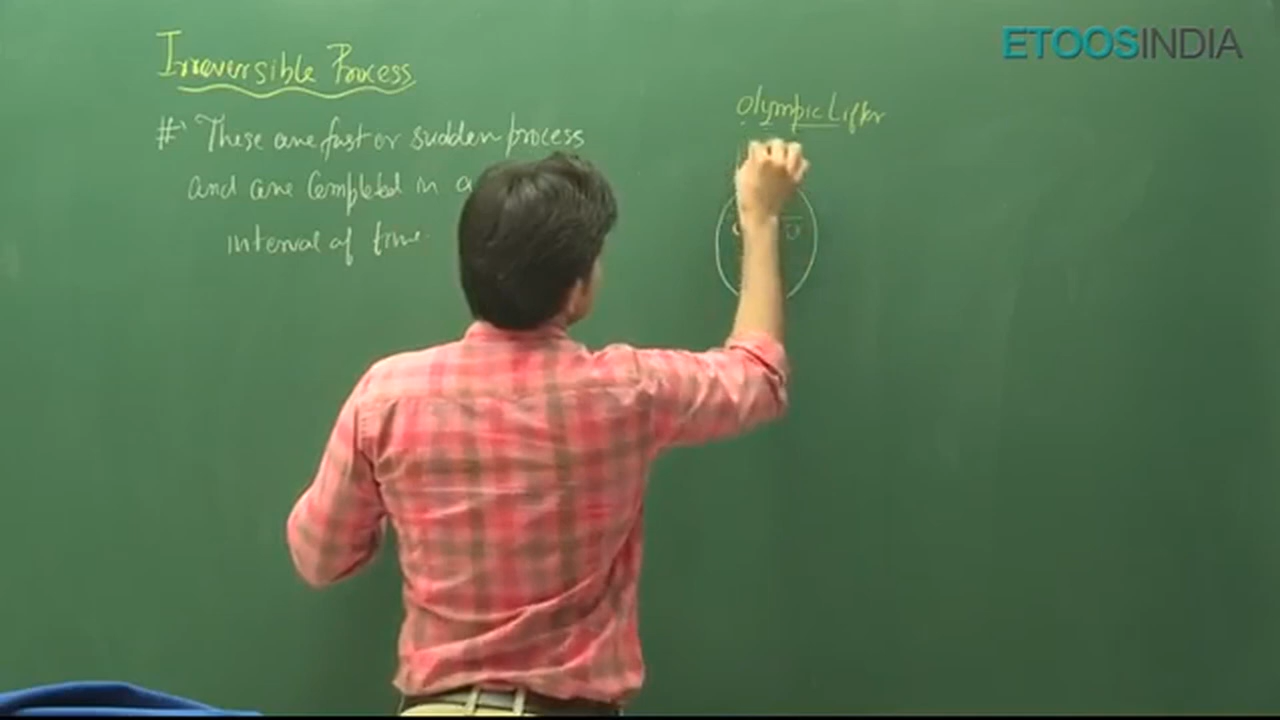 ETOOSINDIA
Irreversible Process
Olympic Lifter
# These are fast or sudden process
and are Completed in a
interval of time.